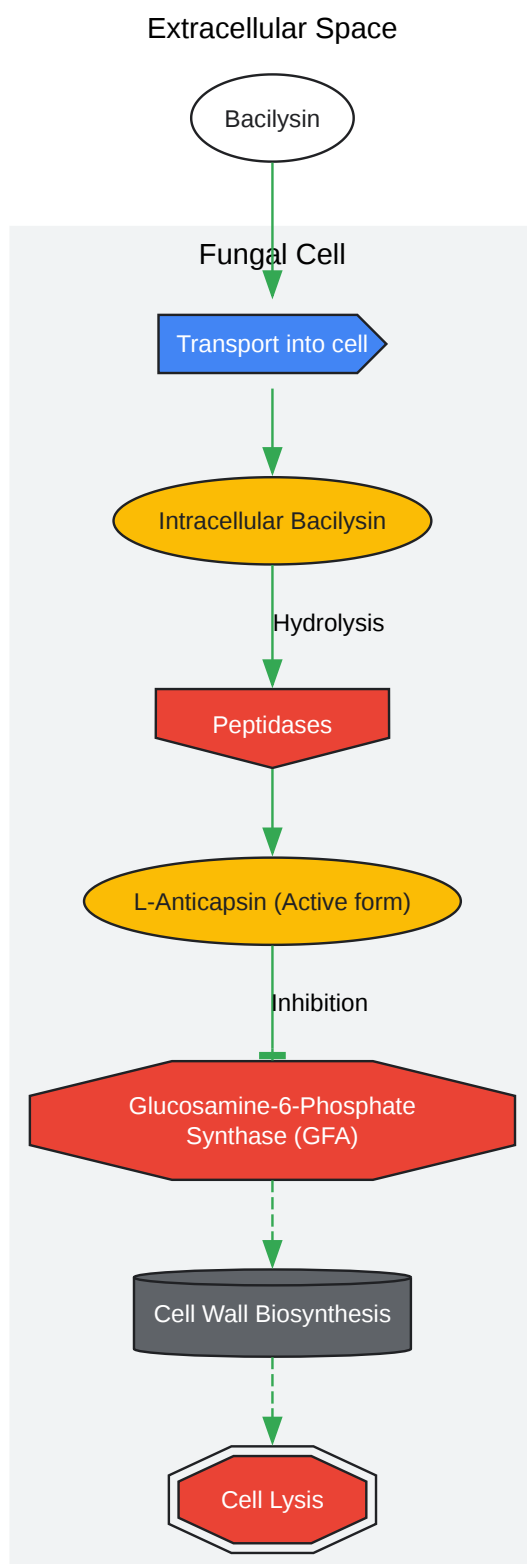 Extracellular Space
Bacilysin
Fungal Cell
Transport into cell
Intracellular Bacilysin
Hydrolysis
Peptidases
L-Anticapsin (Active form)
Inhibition
Glucosamine-6-Phosphate
Synthase (GFA)
Cell Wall Biosynthesis
Cell Lysis